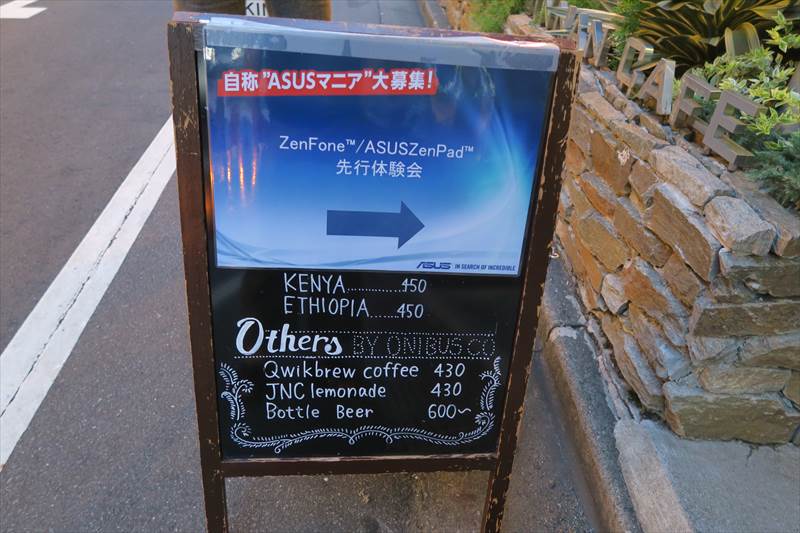 自称"ASUSマニア"大募集!
ZenFone™/ASUSZenPad™
先行体験会
ASUS IN SEARCH OF INCREDIBLE
KENYA..............450
ETHIOPIA......450
Others BY ONIBUS CO
Qwikbrew coffee 430
JNC lemonade 430
Bottle Beer 600~
CAFE